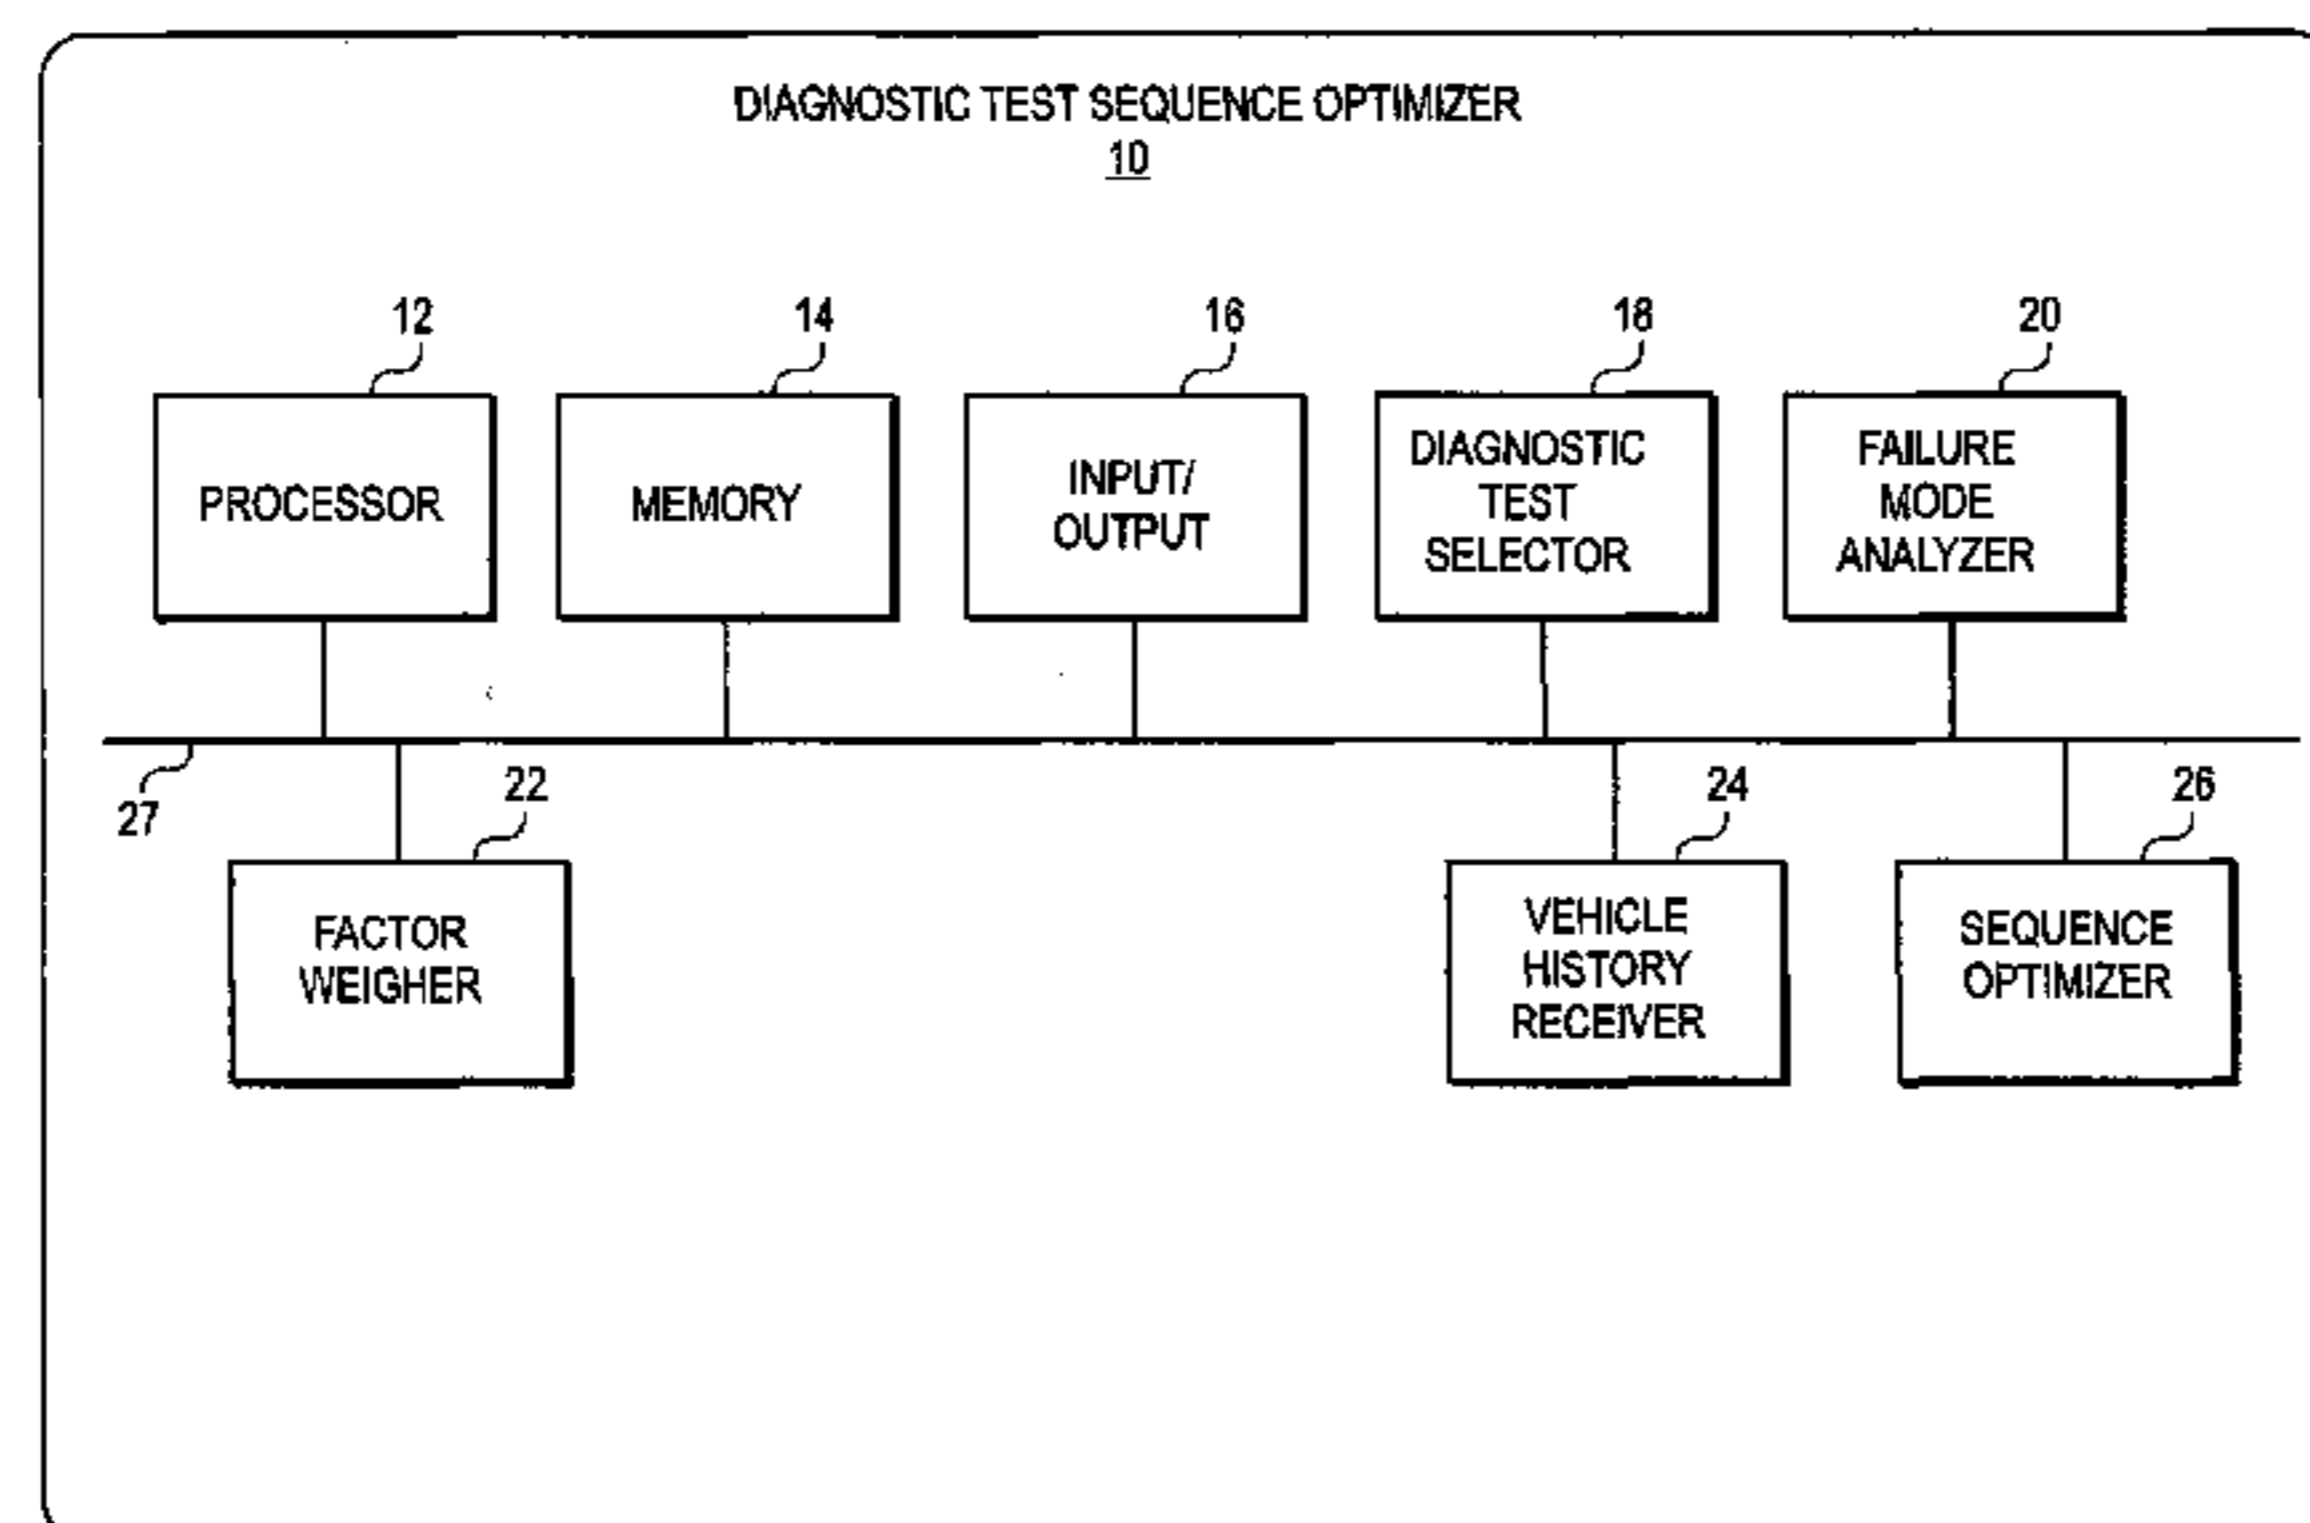 DIAGNOSTIC TEST SEQUENCE OPTIMIZER
10
12
14
16
18
20
PROCESSOR
MEMORY
INPUT/
OUTPUT
DIAGNOSTIC
TEST
SELECTOR
FAILURE
MODE
ANALYZER
27
22
24
26
FACTOR
WEIGHER
VEHICLE
HISTORY
RECEIVER
SEQUENCE
OPTIMIZER